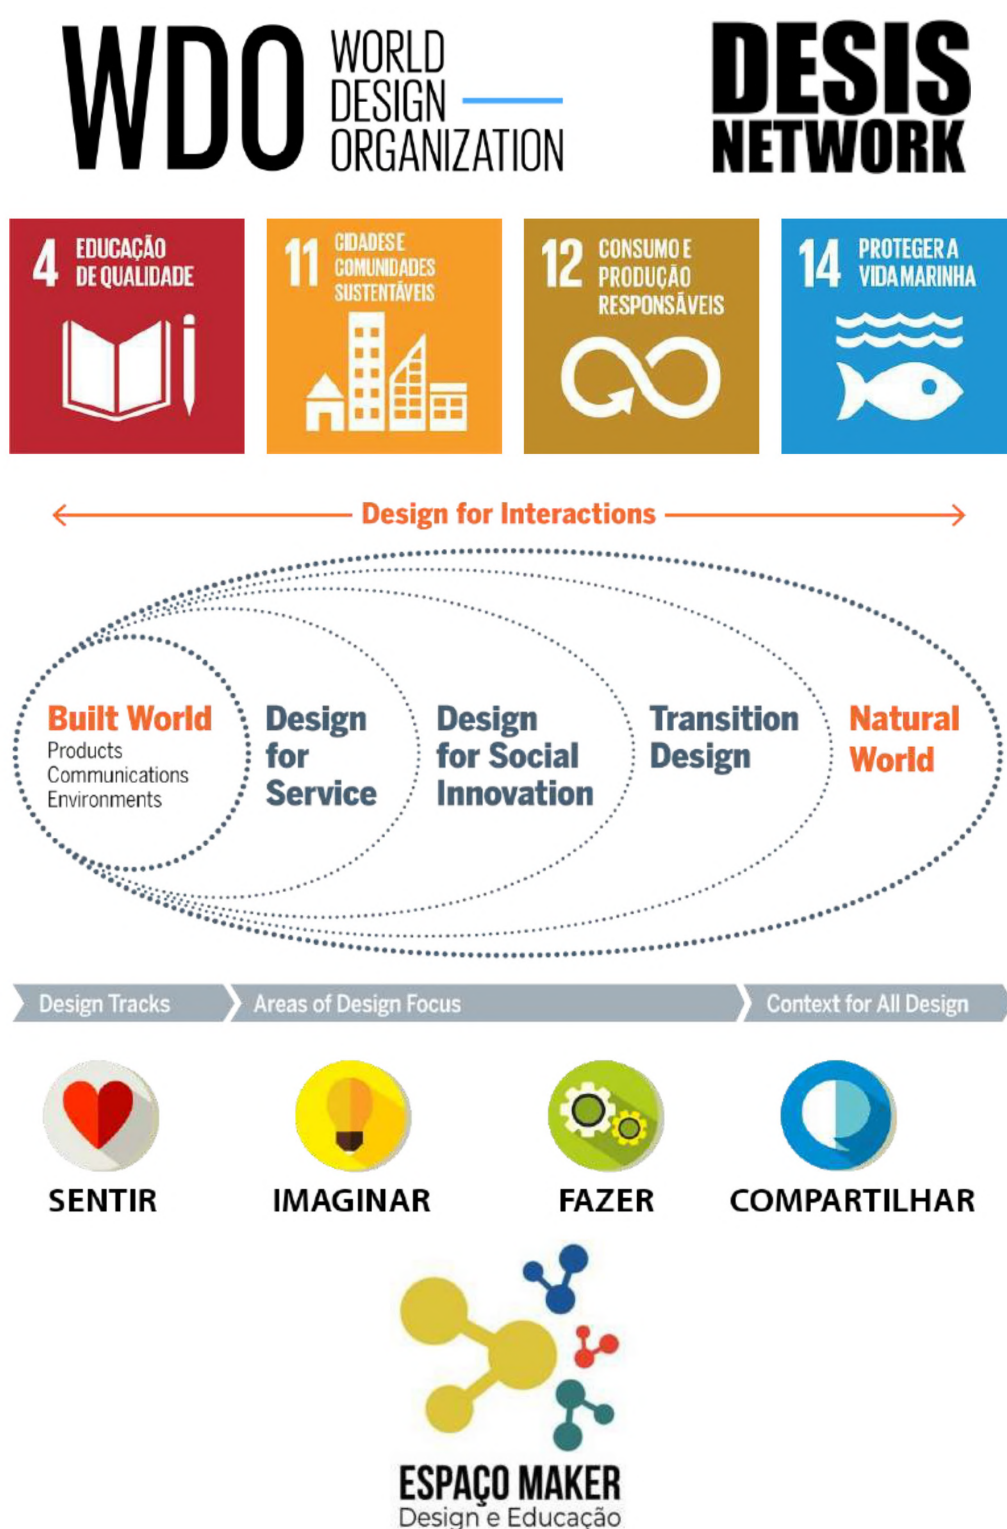 WDO
WORLD
DESIGN
ORGANIZATION
DESIS
NETWORK
4
EDUCAÇÃO
DE QUALIDADE
11
CIDADES E
COMUNIDADES
SUSTENTÁVEIS
12
CONSUMO E
PRODUÇÃO
RESPONSÁVEIS
14
PROTEGER A
VIDA MARINHA
Design for Interactions
Built World
Products
Communications
Environments
Design
for
Service
Design
for Social
Innovation
Transition
Design
Natural
World
Design Tracks
Areas of Design Focus
Context for All Design
SENTIR
IMAGINAR
FAZER
COMPARTILHAR
ESPAÇO MAKER
Design e Educação